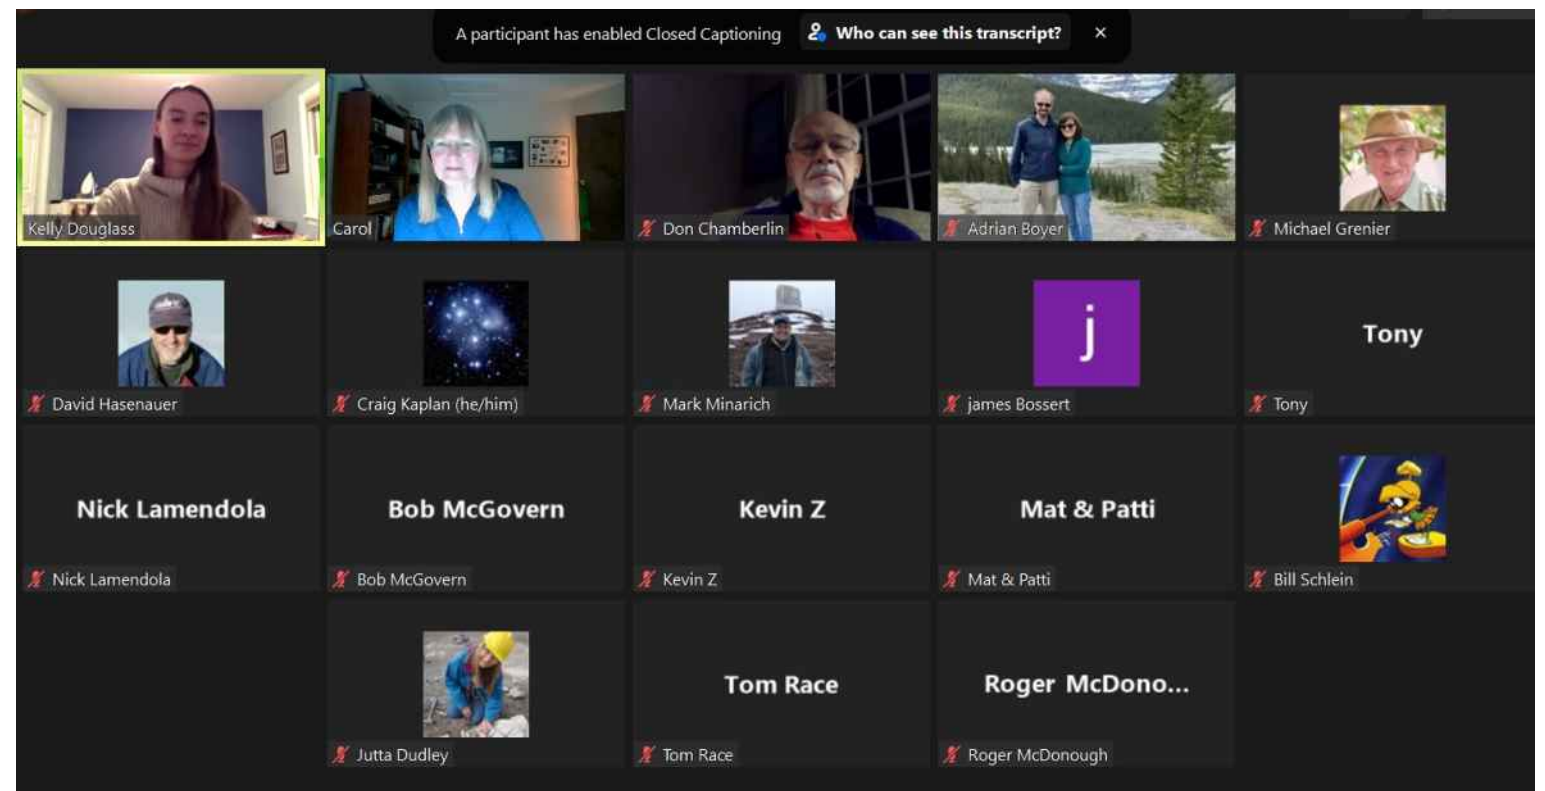 A participant has enabled Closed Captioning Who can see this transcript? ×
Kelly Douglass
Carol
Don Chamberlin
Adrian Boyer
Michael Grenier
David Hasenauer
Craig Kaplan (he/him)
Mark Minarich
j
james Bossert
Tony
Tony
Nick Lamendola
Nick Lamendola
Bob McGovern
Bob McGovern
Kevin Z
Kevin Z
Mat & Patti
Mat & Patti
Bill Schlein
Jutta Dudley
Tom Race
Tom Race
Roger McDono...
Roger McDonough